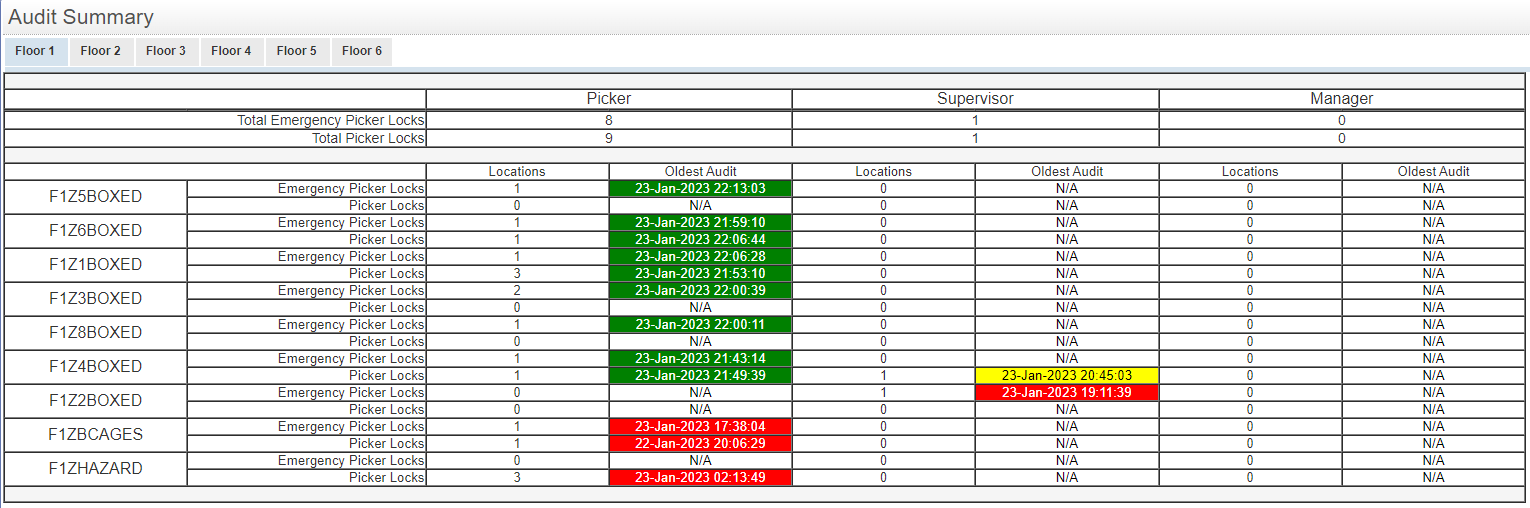 Audit Summary
Floor 1 Floor 2 Floor 3 Floor 4 Floor 5 Floor 6
Picker Supervisor Manager
Total Emergency Picker Locks 8 1 0
Total Picker Locks 9 1 0
Locations Oldest Audit Locations Oldest Audit Locations Oldest Audit
F1Z5BOXED Emergency Picker Locks 1 23-Jan-2023 22:13:03 0 N/A 0 N/A
Picker Locks 0 N/A 0 N/A 0 N/A
F1Z6BOXED Emergency Picker Locks 1 23-Jan-2023 21:59:10 0 N/A 0 N/A
Picker Locks 1 23-Jan-2023 22:06:44 0 N/A 0 N/A
F1Z1BOXED Emergency Picker Locks 1 23-Jan-2023 22:06:28 0 N/A 0 N/A
Picker Locks 3 23-Jan-2023 21:53:10 0 N/A 0 N/A
F1Z3BOXED Emergency Picker Locks 2 23-Jan-2023 22:00:39 0 N/A 0 N/A
Picker Locks 0 N/A 0 N/A 0 N/A
F1Z8BOXED Emergency Picker Locks 1 23-Jan-2023 22:00:11 0 N/A 0 N/A
Picker Locks 0 N/A 0 N/A 0 N/A
F1Z4BOXED Emergency Picker Locks 1 23-Jan-2023 21:43:14 0 N/A 0 N/A
Picker Locks 1 23-Jan-2023 21:49:39 1 23-Jan-2023 20:45:03 0 N/A
F1Z2BOXED Emergency Picker Locks 0 N/A 1 23-Jan-2023 19:11:39 0 N/A
Picker Locks 0 N/A 0 N/A 0 N/A
F1ZBCAGES Emergency Picker Locks 1 23-Jan-2023 17:38:04 0 N/A 0 N/A
Picker Locks 1 22-Jan-2023 20:06:29 0 N/A 0 N/A
F1ZHAZARD Emergency Picker Locks 0 N/A 0 N/A 0 N/A
Picker Locks 3 23-Jan-2023 02:13:49 0 N/A 0 N/A